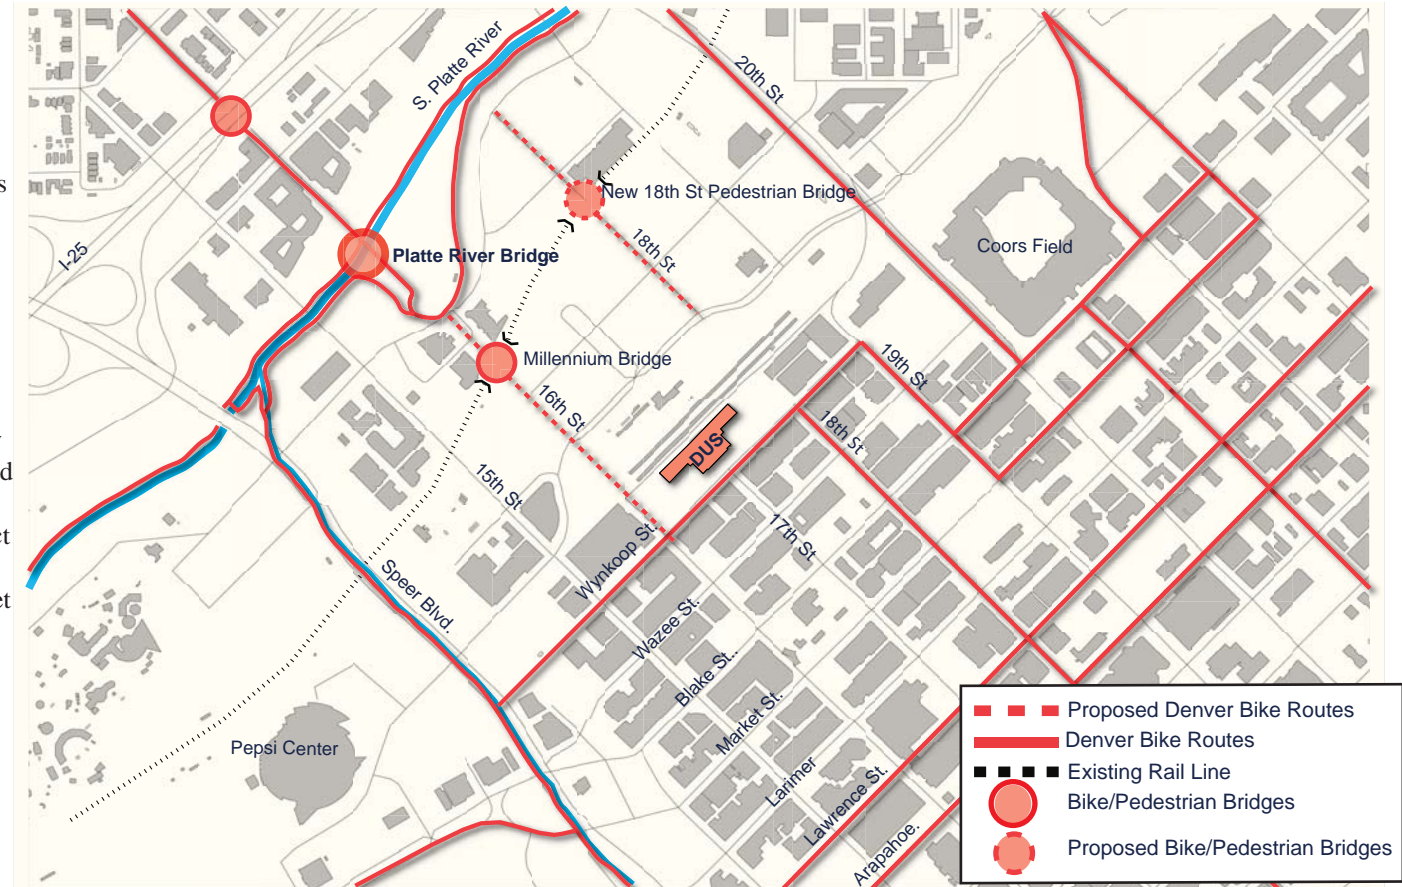 S. Platte River
20th St
s
New 18th St Pedestrian Bridge
I-25
Platte River Bridge
18th St
Coors Field
Millennium Bridge
19th St
16th St
18th St
DUS
d
15th St
17th St
et
Wynkoop St.
et
Speer Blvd.
Wazee St.
Blake St..
Market St.
Pepsi Center
Larimer
Lawrence St.
Arapahoe.
Proposed Denver Bike Routes
Denver Bike Routes
Existing Rail Line
Bike/Pedestrian Bridges
Proposed Bike/Pedestrian Bridges